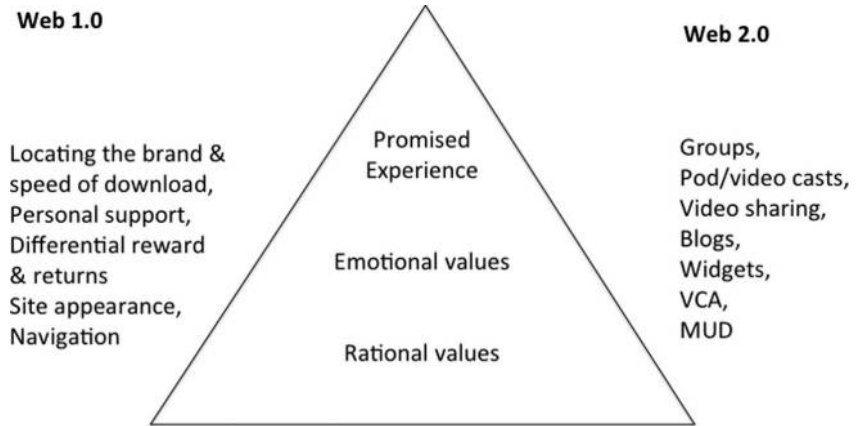 Web 1.0
Locating the brand &
speed of download,
Personal support,
Differential reward
& returns
Site appearance,
Navigation
Promised
Experience
Emotional values
Rational values
Web 2.0
Groups,
Pod/video casts,
Video sharing,
Blogs,
Widgets,
VCA,
MUD